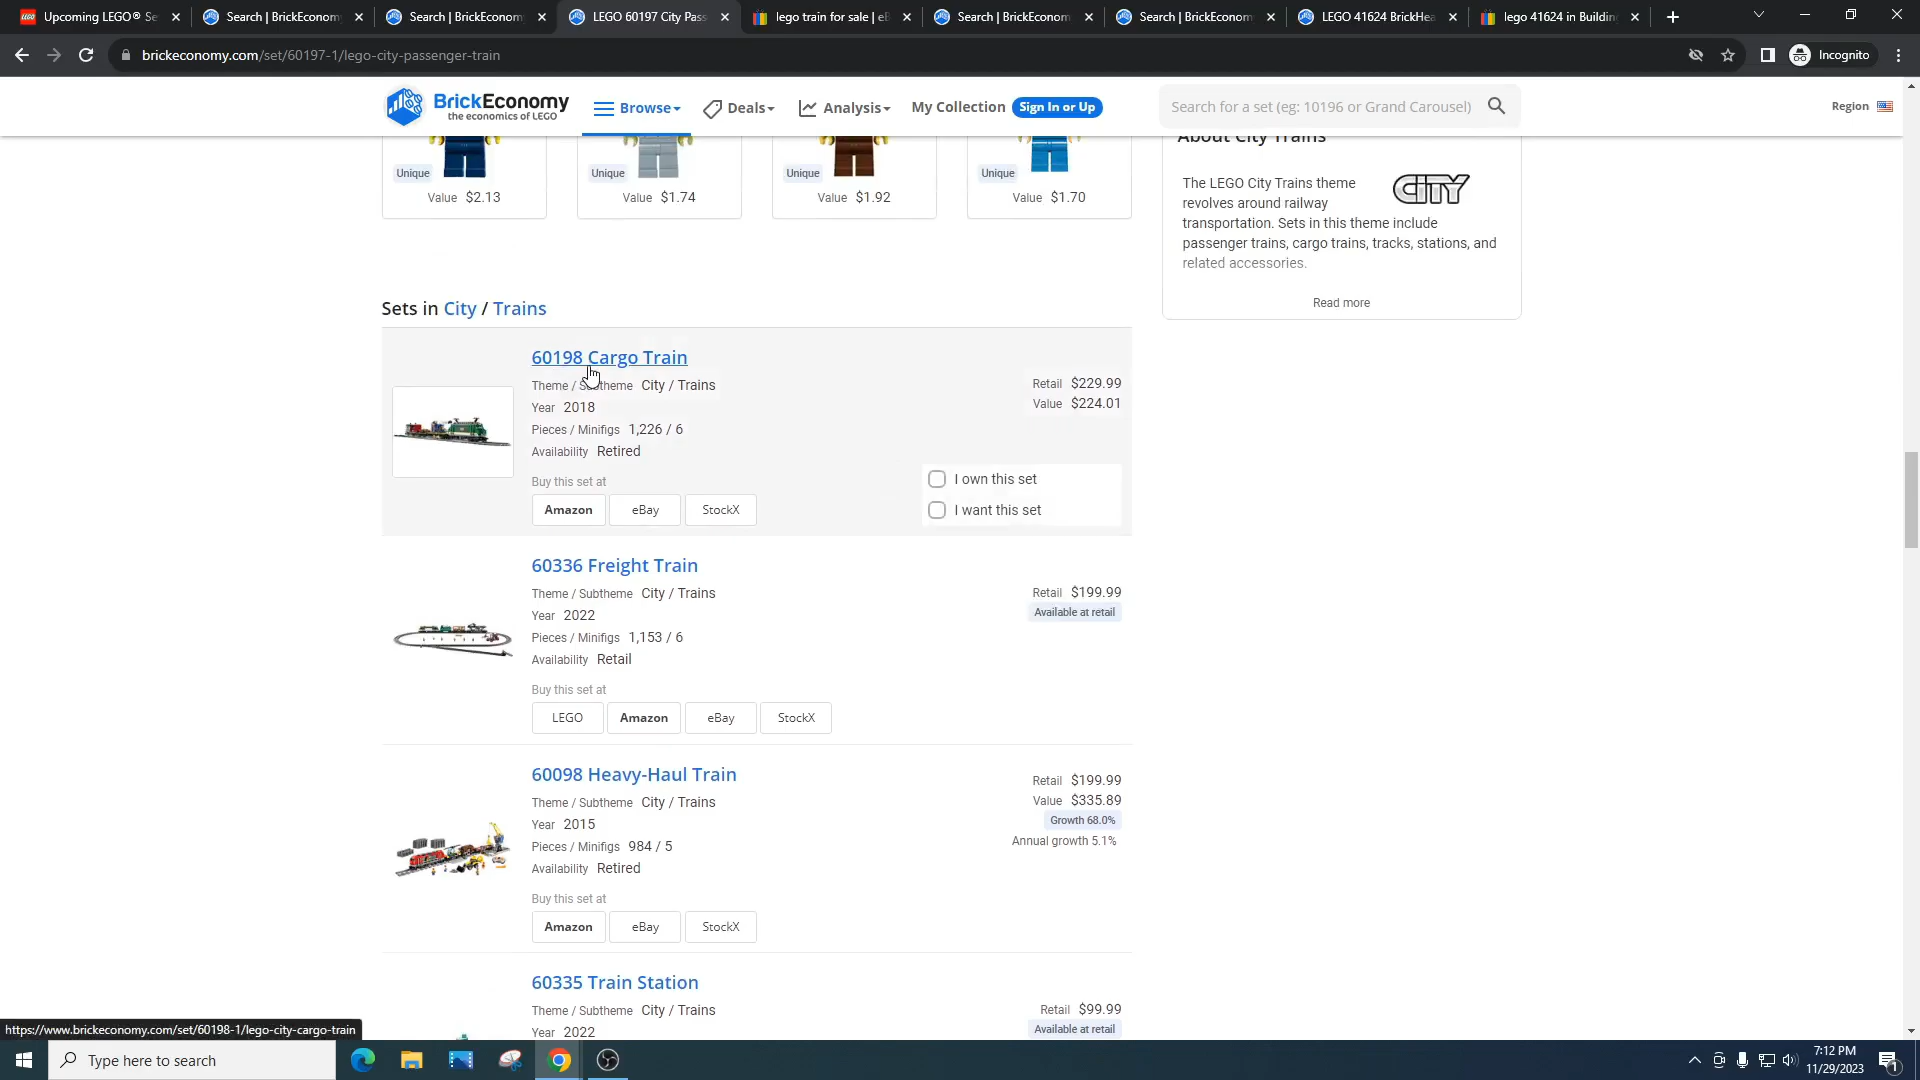 Upcoming LEGO® Se
Search | BrickEconomy
Search | BrickEconomy
LEGO 60197 City Pass
lego train for sale | eB
Search | BrickEconom
Search | BrickEconom
LEGO 41624 BrickHea
lego 41624 in Building
brickeconomy.com/set/60197-1/lego-city-passenger-train
Incognito
BrickEconomy
the economics of LEGO
Browse
Deals
Analysis
My Collection
Sign In or Up
Search for a set (eg: 10196 or Grand Carousel)
Region
Unique
Value $2.13
Unique
Value $1.74
Unique
Value $1.92
Unique
Value $1.70
About City Trains
The LEGO City Trains theme
revolves around railway
transportation. Sets in this theme include
passenger trains, cargo trains, tracks, stations, and
related accessories.
CITY
Read more
Sets in City / Trains
60198 Cargo Train
Theme / Subtheme City / Trains
Year 2018
Pieces / Minifigs 1,226 / 6
Availability Retired
Buy this set at
Amazon eBay StockX
Retail $229.99
Value $224.01
I own this set
I want this set
60336 Freight Train
Theme / Subtheme City / Trains
Year 2022
Pieces / Minifigs 1,153 / 6
Availability Retail
Buy this set at
LEGO Amazon eBay StockX
Retail $199.99
Available at retail
60098 Heavy-Haul Train
Theme / Subtheme City / Trains
Year 2015
Pieces / Minifigs 984 / 5
Availability Retired
Buy this set at
Amazon eBay StockX
Retail $199.99
Value $335.89
Growth 68.0%
Annual growth 5.1%
60335 Train Station
Theme / Subtheme City / Trains
Year 2022
Retail $99.99
Available at retail
https://www.brickeconomy.com/set/60198-1/lego-city-cargo-train
Type here to search
7:12 PM
11/29/2023
1